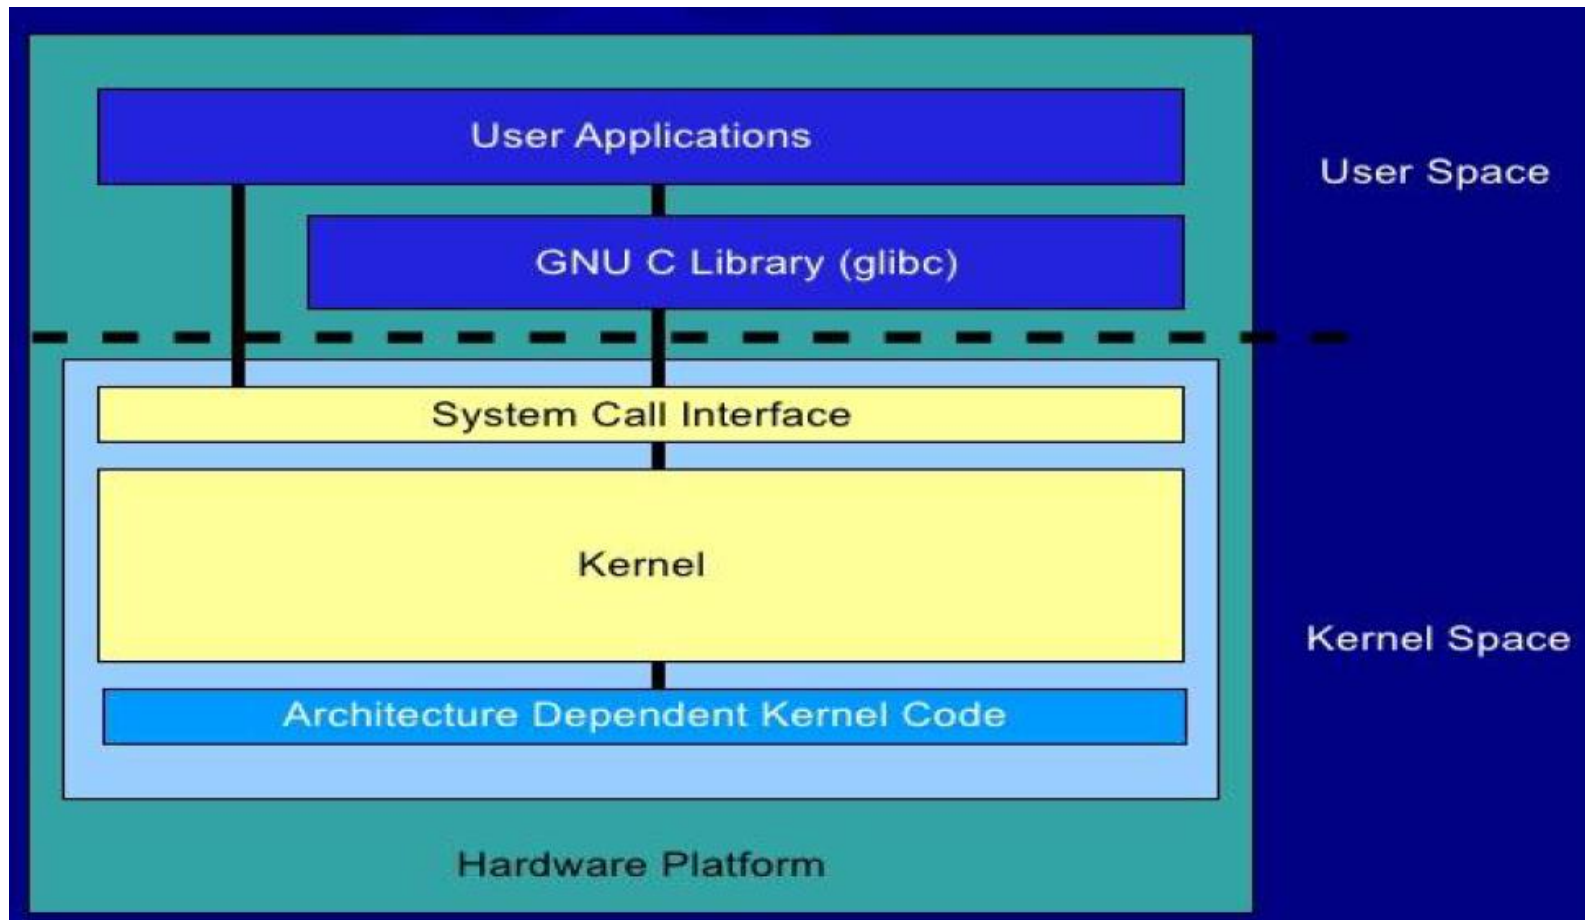 User Applications
User Space
GNU C Library (glibc)
System Call Interface
Kernel
Kernel Space
Architecture Dependent Kernel Code
Hardware Platform